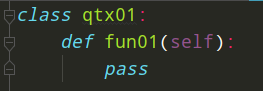 class qtx01:
    def fun01(self):
        pass